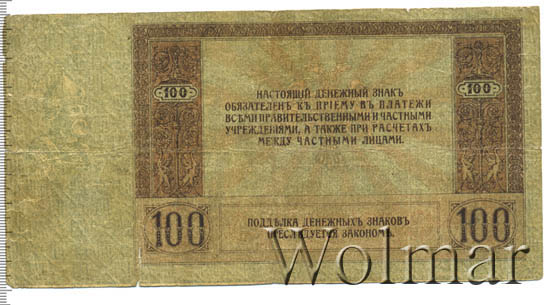 100 100
НАСТОЯЩІЙ ДЕНЕЖНЫЙ ЗНАКЪ
ОБЯЗАТЕЛЕНЪ КЪ ПРІЕМУ ВЪ ПЛАТЕЖИ
ВСѢМИ ПРАВИТЕЛЬСТВЕННЫМИ И ЧАСТНЫМИ
УЧРЕЖДЕНІЯМИ, А ТАКЖЕ ПРИ РАСЧЕТАХЪ
МЕЖДУ ЧАСТНЫМИ ЛИЦАМИ.
100 100
ПОДДѢЛКА ДЕНЕЖНЫХЪ ЗНАКОВЪ
ПРЕСЛѢДУЕТСЯ ЗАКОНОМЪ.
Wolmar